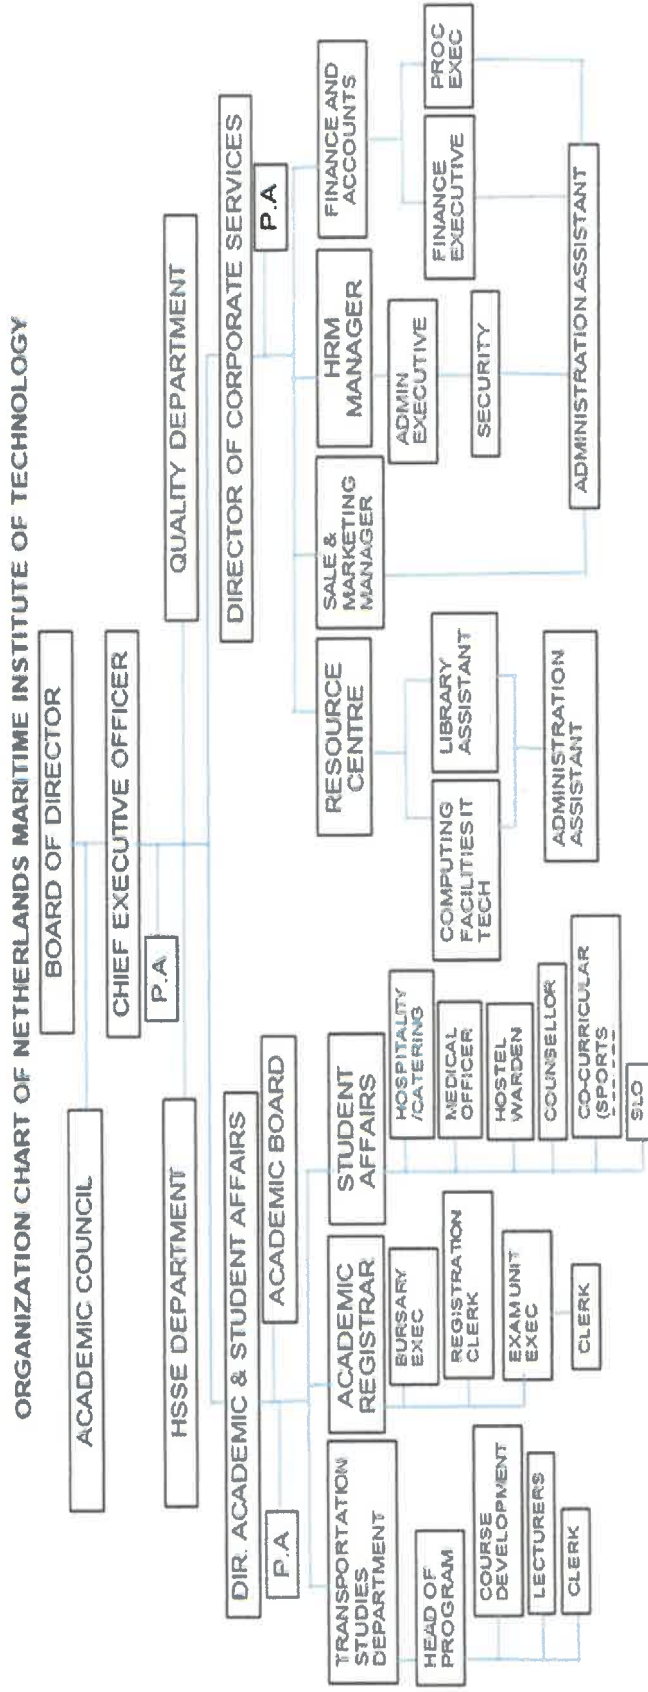 ORGANIZATION CHART OF NETHERLANDS MARITIME INSTITUTE OF TECHNOLOGY
BOARD OF DIRECTOR
ACADEMIC COUNCIL
CHIEF EXECUTIVE OFFICER
P.A
HSSE DEPARTMENT
QUALITY DEPARTMENT
DIR. ACADEMIC & STUDENT AFFAIRS
DIRECTOR OF CORPORATE SERVICES
P.A
ACADEMIC BOARD
P.A
TRANSPORTATION
STUDIES
DEPARTMENT
ACADEMIC
REGISTRAR
STUDENT
AFFAIRS
RESOURCE
CENTRE
SALE &
MARKETING
MANAGER
HRM
MANAGER
FINANCE AND
ACCOUNTS
HEAD OF
PROGRAM
COURSE
DEVELOPMENT
LECTURERS
CLERK
BURSARY
EXEC
REGISTRATION
CLERK
EXAM UNIT
EXEC
CLERK
HOSPITALITY
/CATERING
MEDICAL
OFFICER
HOSTEL
WARDEN
COUNSELLOR
CO-CURRICULAR
(SPORTS
SLO
COMPUTING
FACILITIES IT
TECH
LIBRARY
ASSISTANT
ADMINISTRATION
ASSISTANT
ADMIN
EXECUTIVE
SECURITY
FINANCE
EXECUTIVE
PROC
EXEC
ADMINISTRATION ASSISTANT